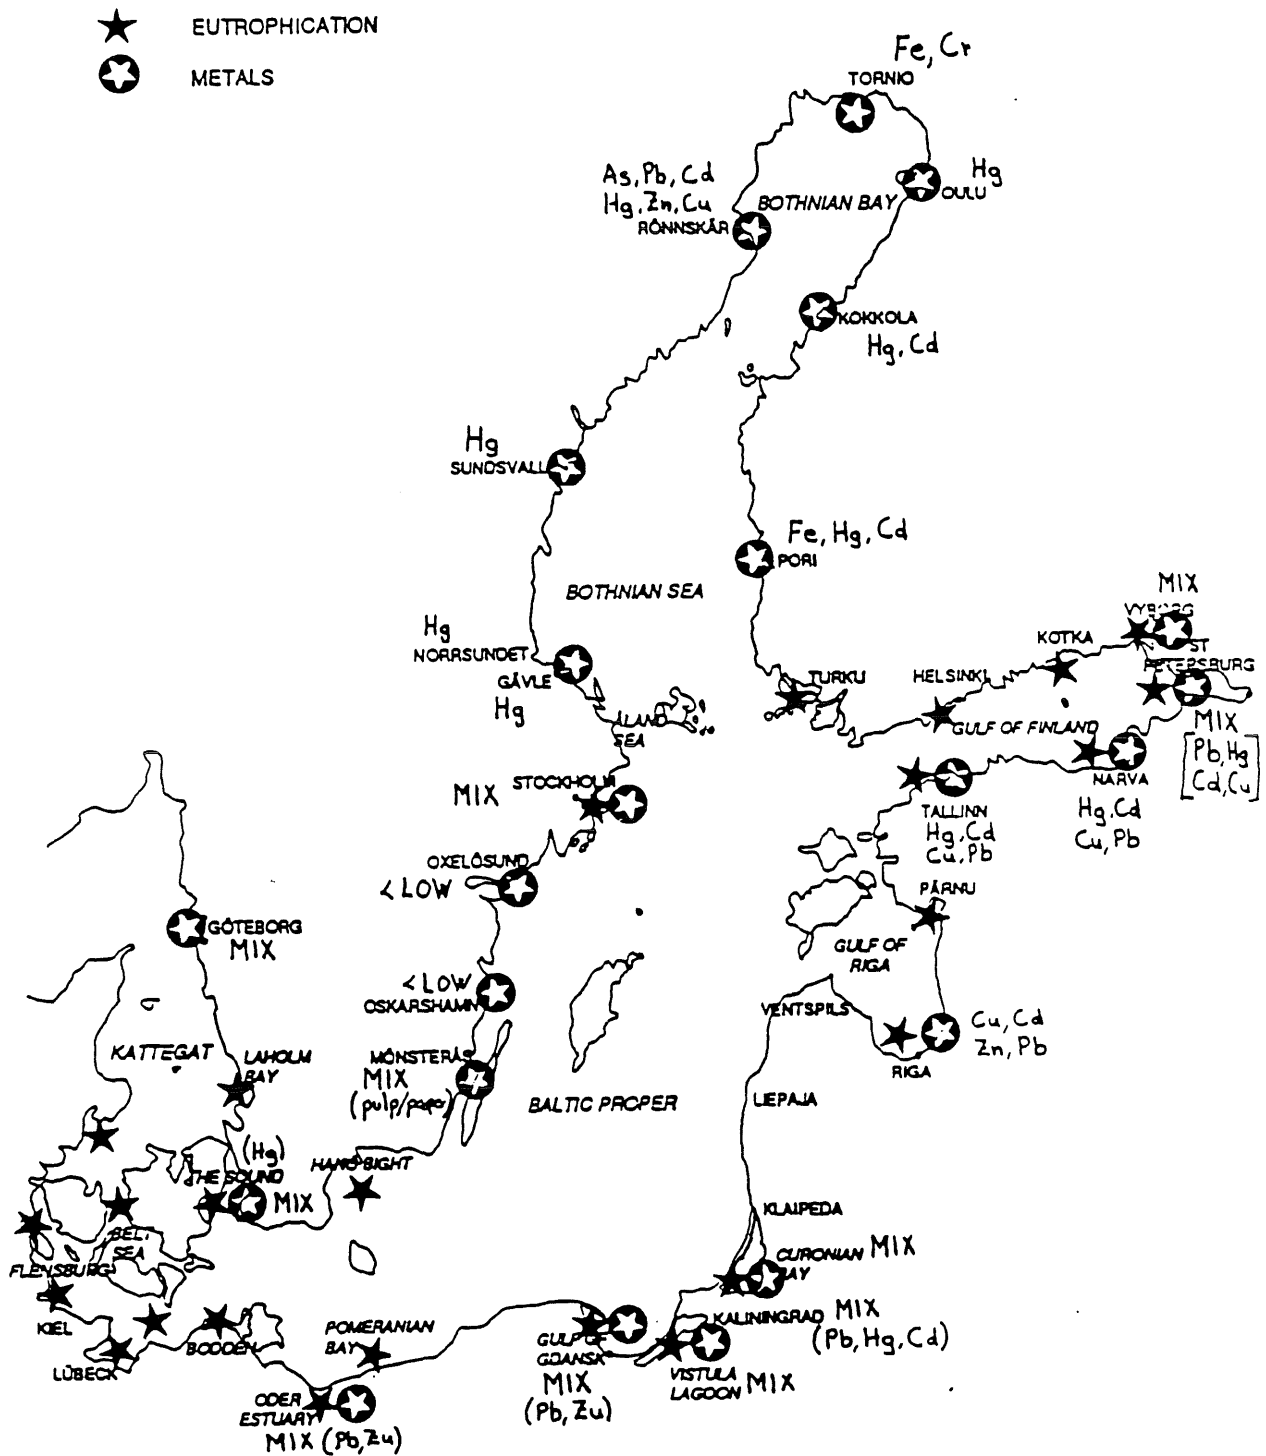 EUTROPHICATION
METALS
Fe, Cr
TORNIO
As, Pb, Cd
Hg, Zn, Cu
RÖNNSKÄR
BOTHNIAN BAY
Hg
OULU
KOKKOLA
Hg, Cd
Hg
SUNDSVALL
Fe, Hg, Cd
PORI
BOTHNIAN SEA
Hg
NORRSUNDET
GÄVLE
Hg
ÅLAND
SEA
TURKU
HELSINKI
KOTKA
MIX
VYBORG
ST
PETERSBURG
GULF OF FINLAND
MIX
[Pb, Hg
Cd, Cu]
NARVA
Hg, Cd
Cu, Pb
TALLINN
Hg, Cd
Cu, Pb
STOCKHOLM
MIX
OXELÖSUND
< LOW
PÄRNU
GULF OF
RIGA
GÖTEBORG
MIX
< LOW
OSKARSHAMN
VENTSPILS
Cu, Cd
Zn, Pb
RIGA
KATTEGAT
LAHOLM
BAY
MÖNSTERÅS
MIX
(pulp/paper)
BALTIC PROPER
LIEPAJA
(Hg)
THE SOUND
MIX
HANÖ BIGHT
KLAIPEDA
BELT
SEA
CURONIAN MIX
BAY
FLENSBURG
KIEL
LÜBECK
BODDEN
POMERANIAN
BAY
GULF OF
GDANSK
MIX
(Pb, Zu)
KALININGRAD MIX
(Pb, Hg, Cd)
VISTULA
LAGOON MIX
ODER
ESTUARY
MIX (Pb, Zu)